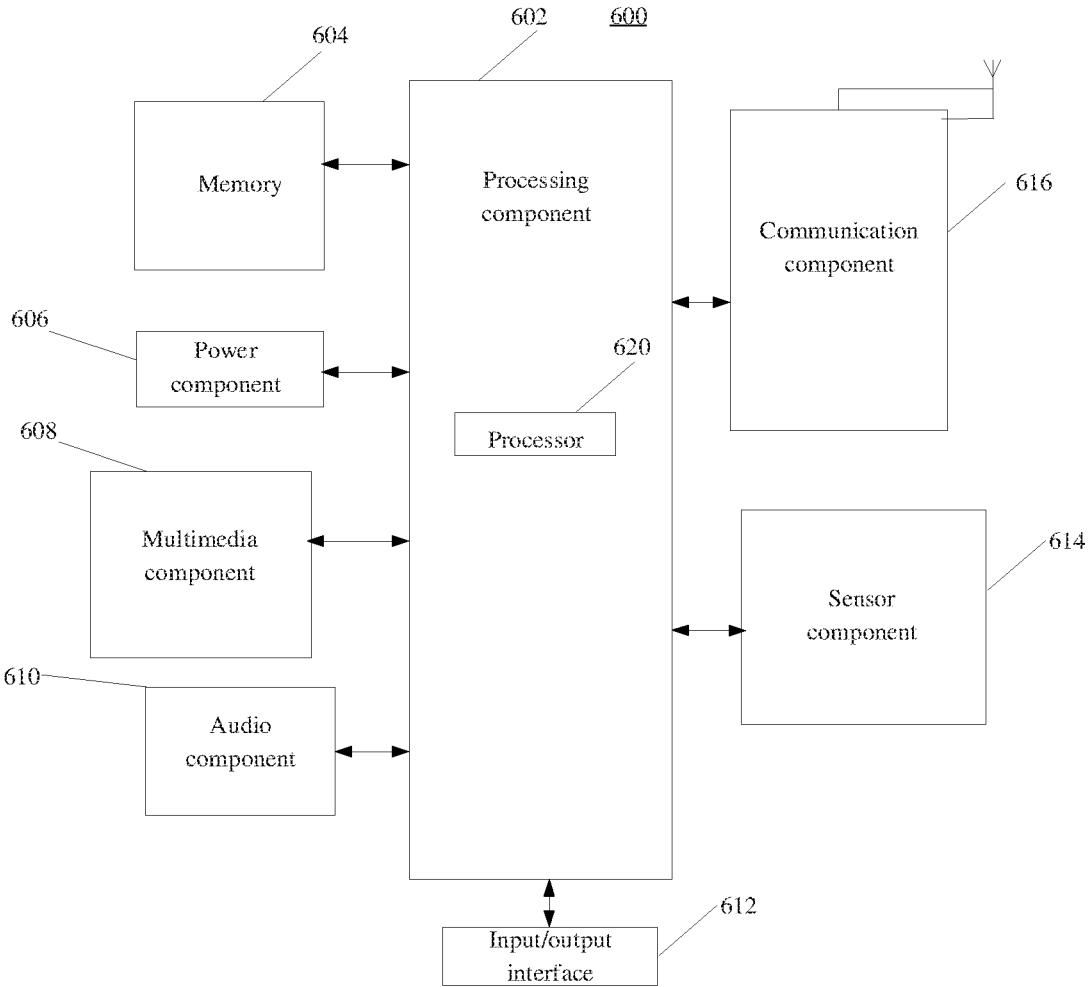 600
602
604
Memory
Processing
component
616
Communication
component
606
Power
component
620
Processor
608
Multimedia
component
614
Sensor
component
610
Audio
component
612
Input/output
interface